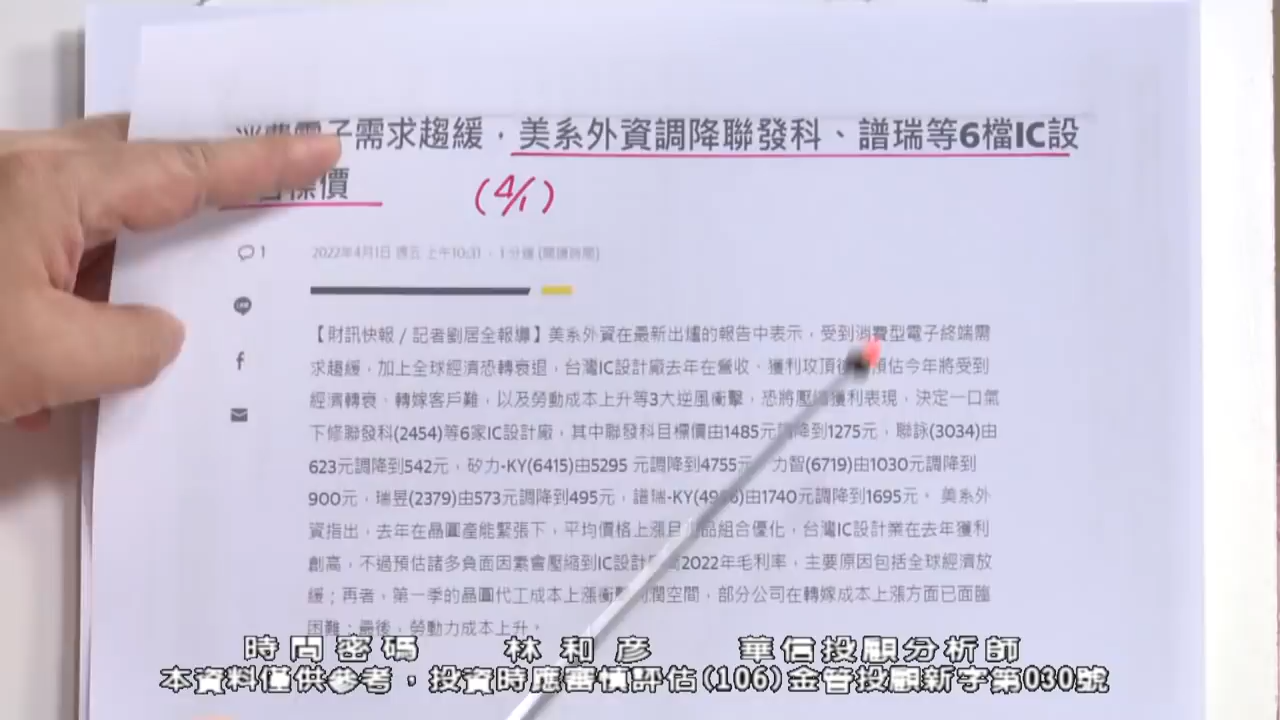 電子需求趨緩，美系外資調降聯發科、譜瑞等6檔IC設
標價
(4/1)
1
2022年4月1日 週五 上午10:31 · 1 分鐘 (閱讀時間)
【財訊快報／記者劉居全報導】美系外資在最新出爐的報告中表示，受到消費型電子終端需
求趨緩，加上全球經濟恐轉衰退，台灣IC設計廠去年在營收、獲利攻頂後預估今年將受到
經濟轉衰、轉嫁客戶難，以及勞動成本上升等3大逆風衝擊，恐將壓縮獲利表現，決定一口氣
下修聯發科(2454)等6家IC設計廠，其中聯發科目標價由1485元調降到1275元，聯詠(3034)由
623元調降到542元，矽力-KY(6415)由5295 元調降到4755元 力智(6719)由1030元調降到
900元，瑞昱(2379)由573元調降到495元，譜瑞-KY(49 )由1740元調降到1695元。 美系外
資指出，去年在晶圓產能緊張下，平均價格上漲且 品組合優化，台灣IC設計業在去年獲利
創高，不過預估諸多負面因素會壓縮到IC設計 2022年毛利率，主要原因包括全球經濟放
緩；再者，第一季的晶圓代工成本上漲衝 利潤空間，部分公司在轉嫁成本上漲方面已面臨
困難；最後，勞動力成本上升。
時間密碼 林和彥 華信投顧分析師
本資料僅供參考，投資時應審慎評估(106)金管投顧新字第030號